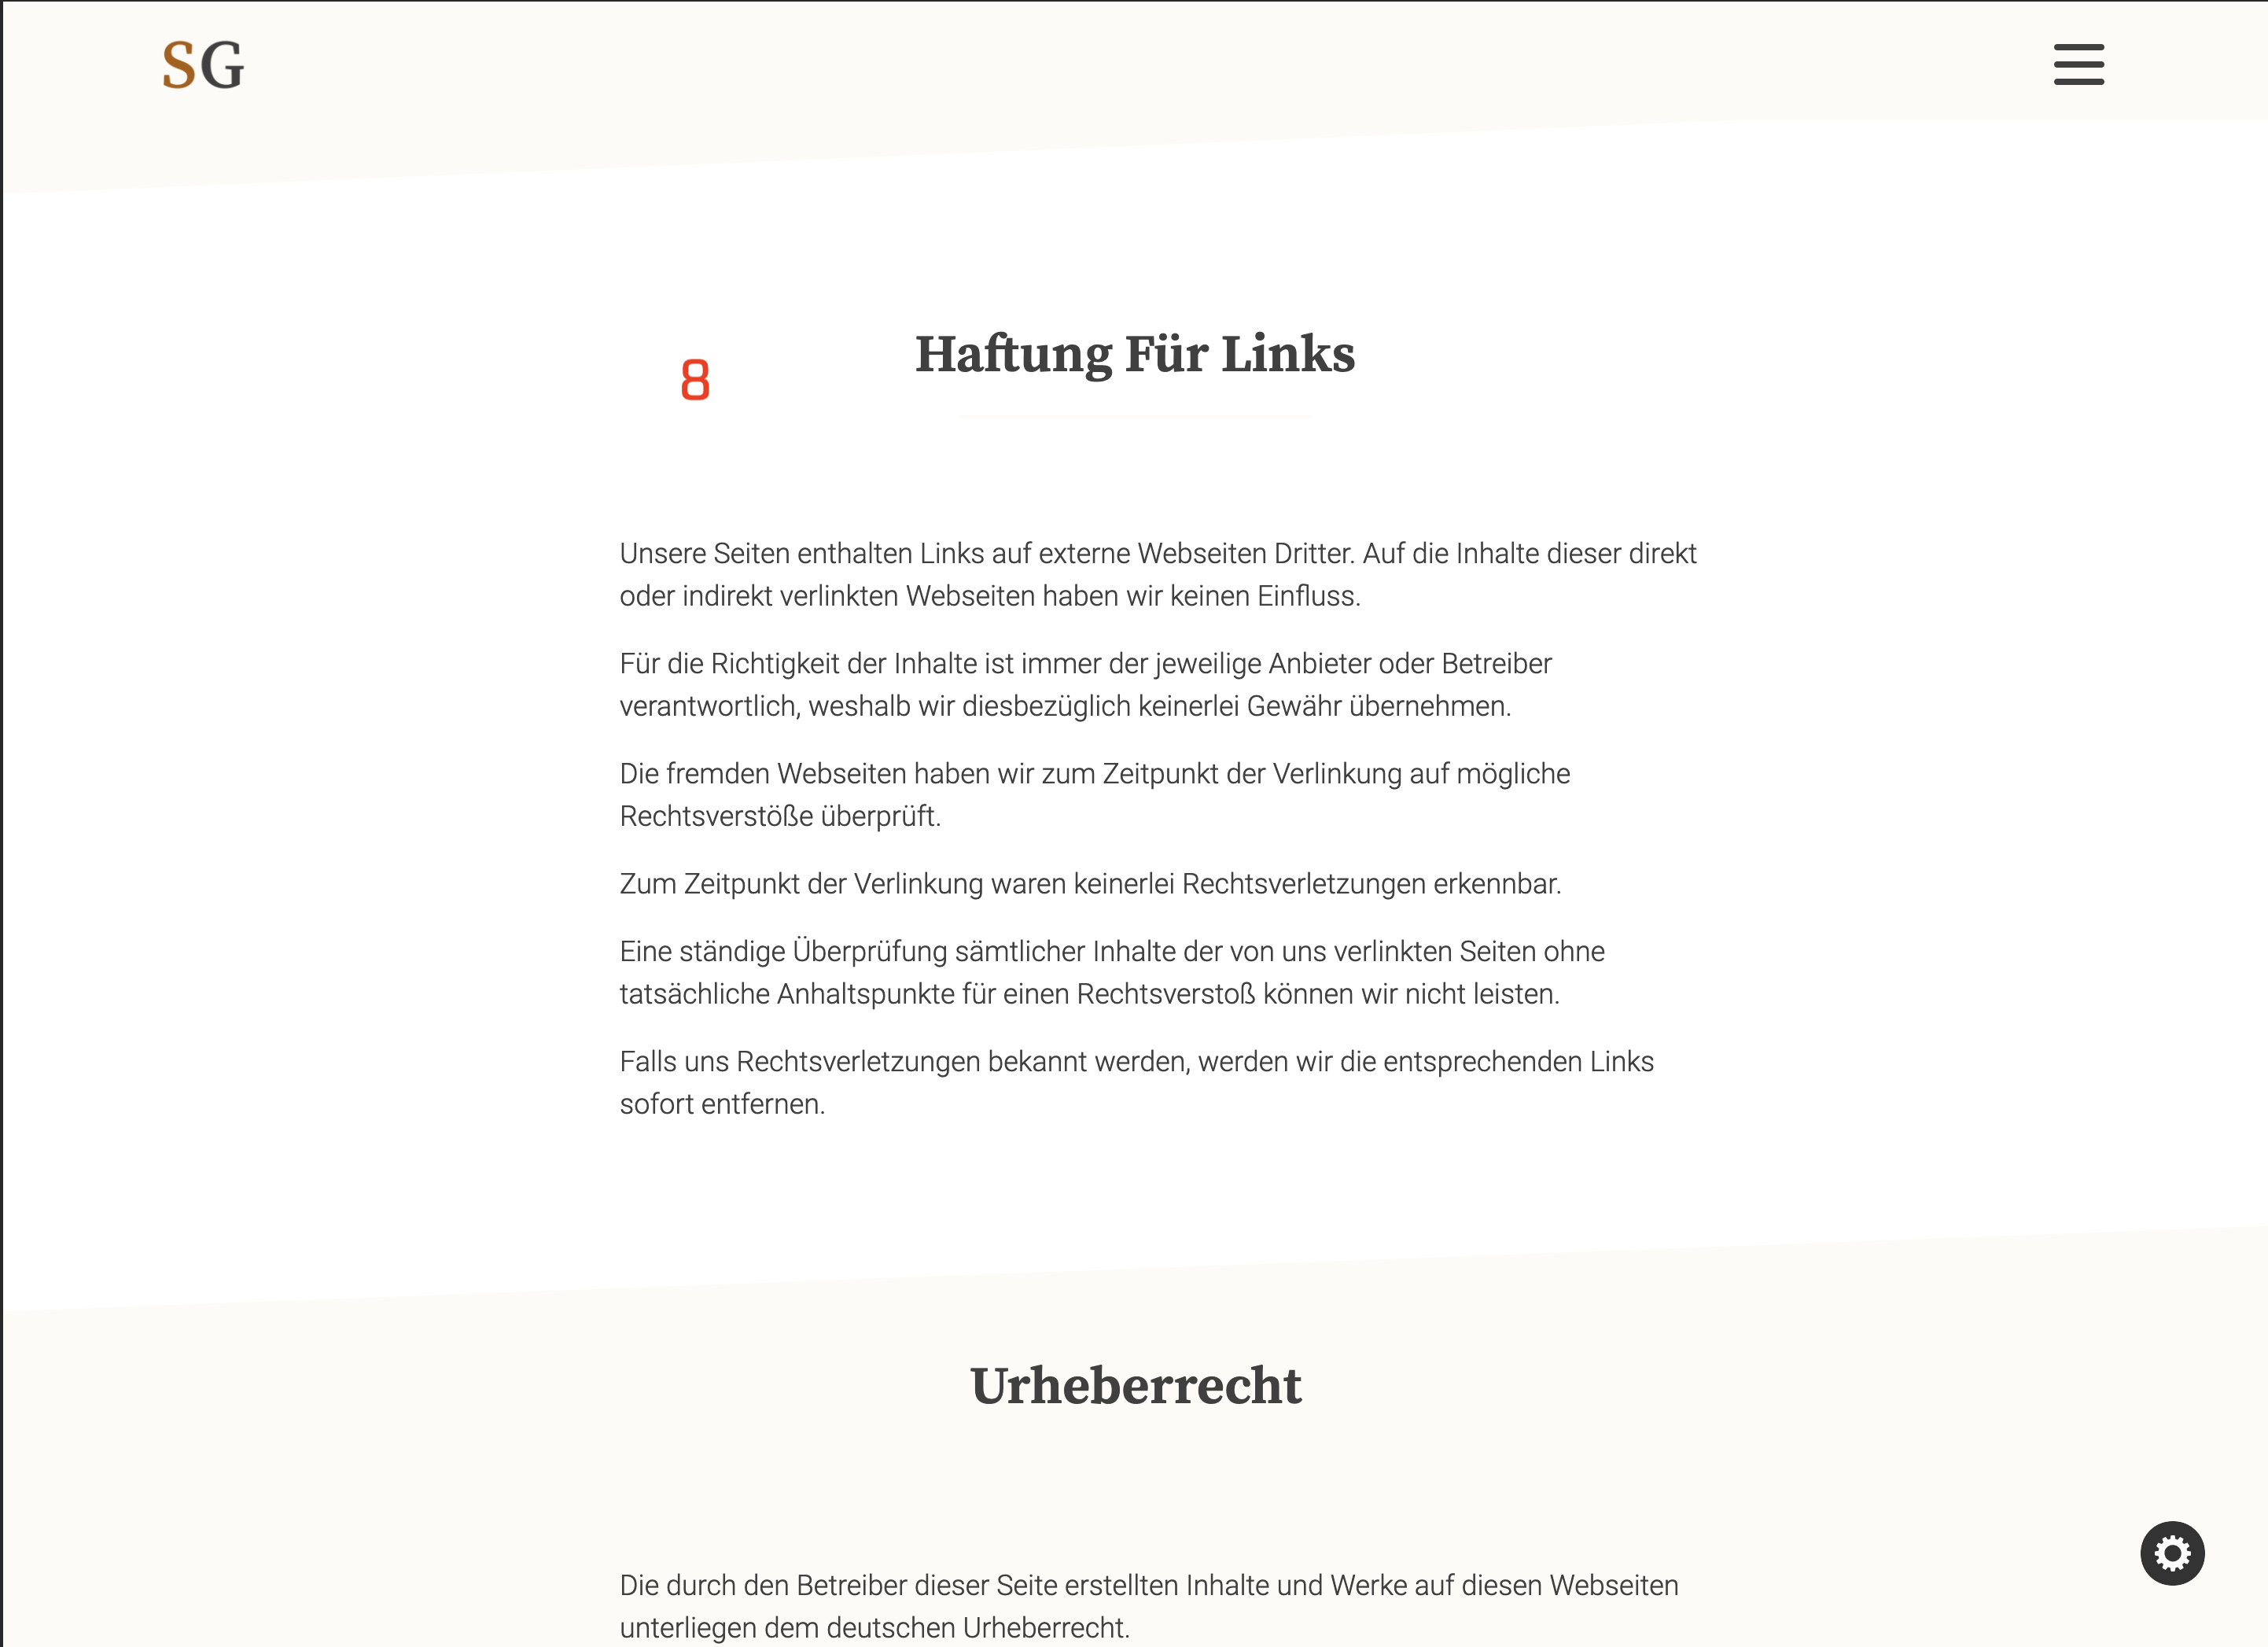 SG
Haftung Für Links
8
Unsere Seiten enthalten Links auf externe Webseiten Dritter. Auf die Inhalte dieser direkt
oder indirekt verlinkten Webseiten haben wir keinen Einfluss.
Für die Richtigkeit der Inhalte ist immer der jeweilige Anbieter oder Betreiber
verantwortlich, weshalb wir diesbezüglich keinerlei Gewähr übernehmen.
Die fremden Webseiten haben wir zum Zeitpunkt der Verlinkung auf mögliche
Rechtsverstöße überprüft.
Zum Zeitpunkt der Verlinkung waren keinerlei Rechtsverletzungen erkennbar.
Eine ständige Überprüfung sämtlicher Inhalte der von uns verlinkten Seiten ohne
tatsächliche Anhaltspunkte für einen Rechtsverstoß können wir nicht leisten.
Falls uns Rechtsverletzungen bekannt werden, werden wir die entsprechenden Links
sofort entfernen.
Urheberrecht
Die durch den Betreiber dieser Seite erstellten Inhalte und Werke auf diesen Webseiten
unterliegen dem deutschen Urheberrecht.